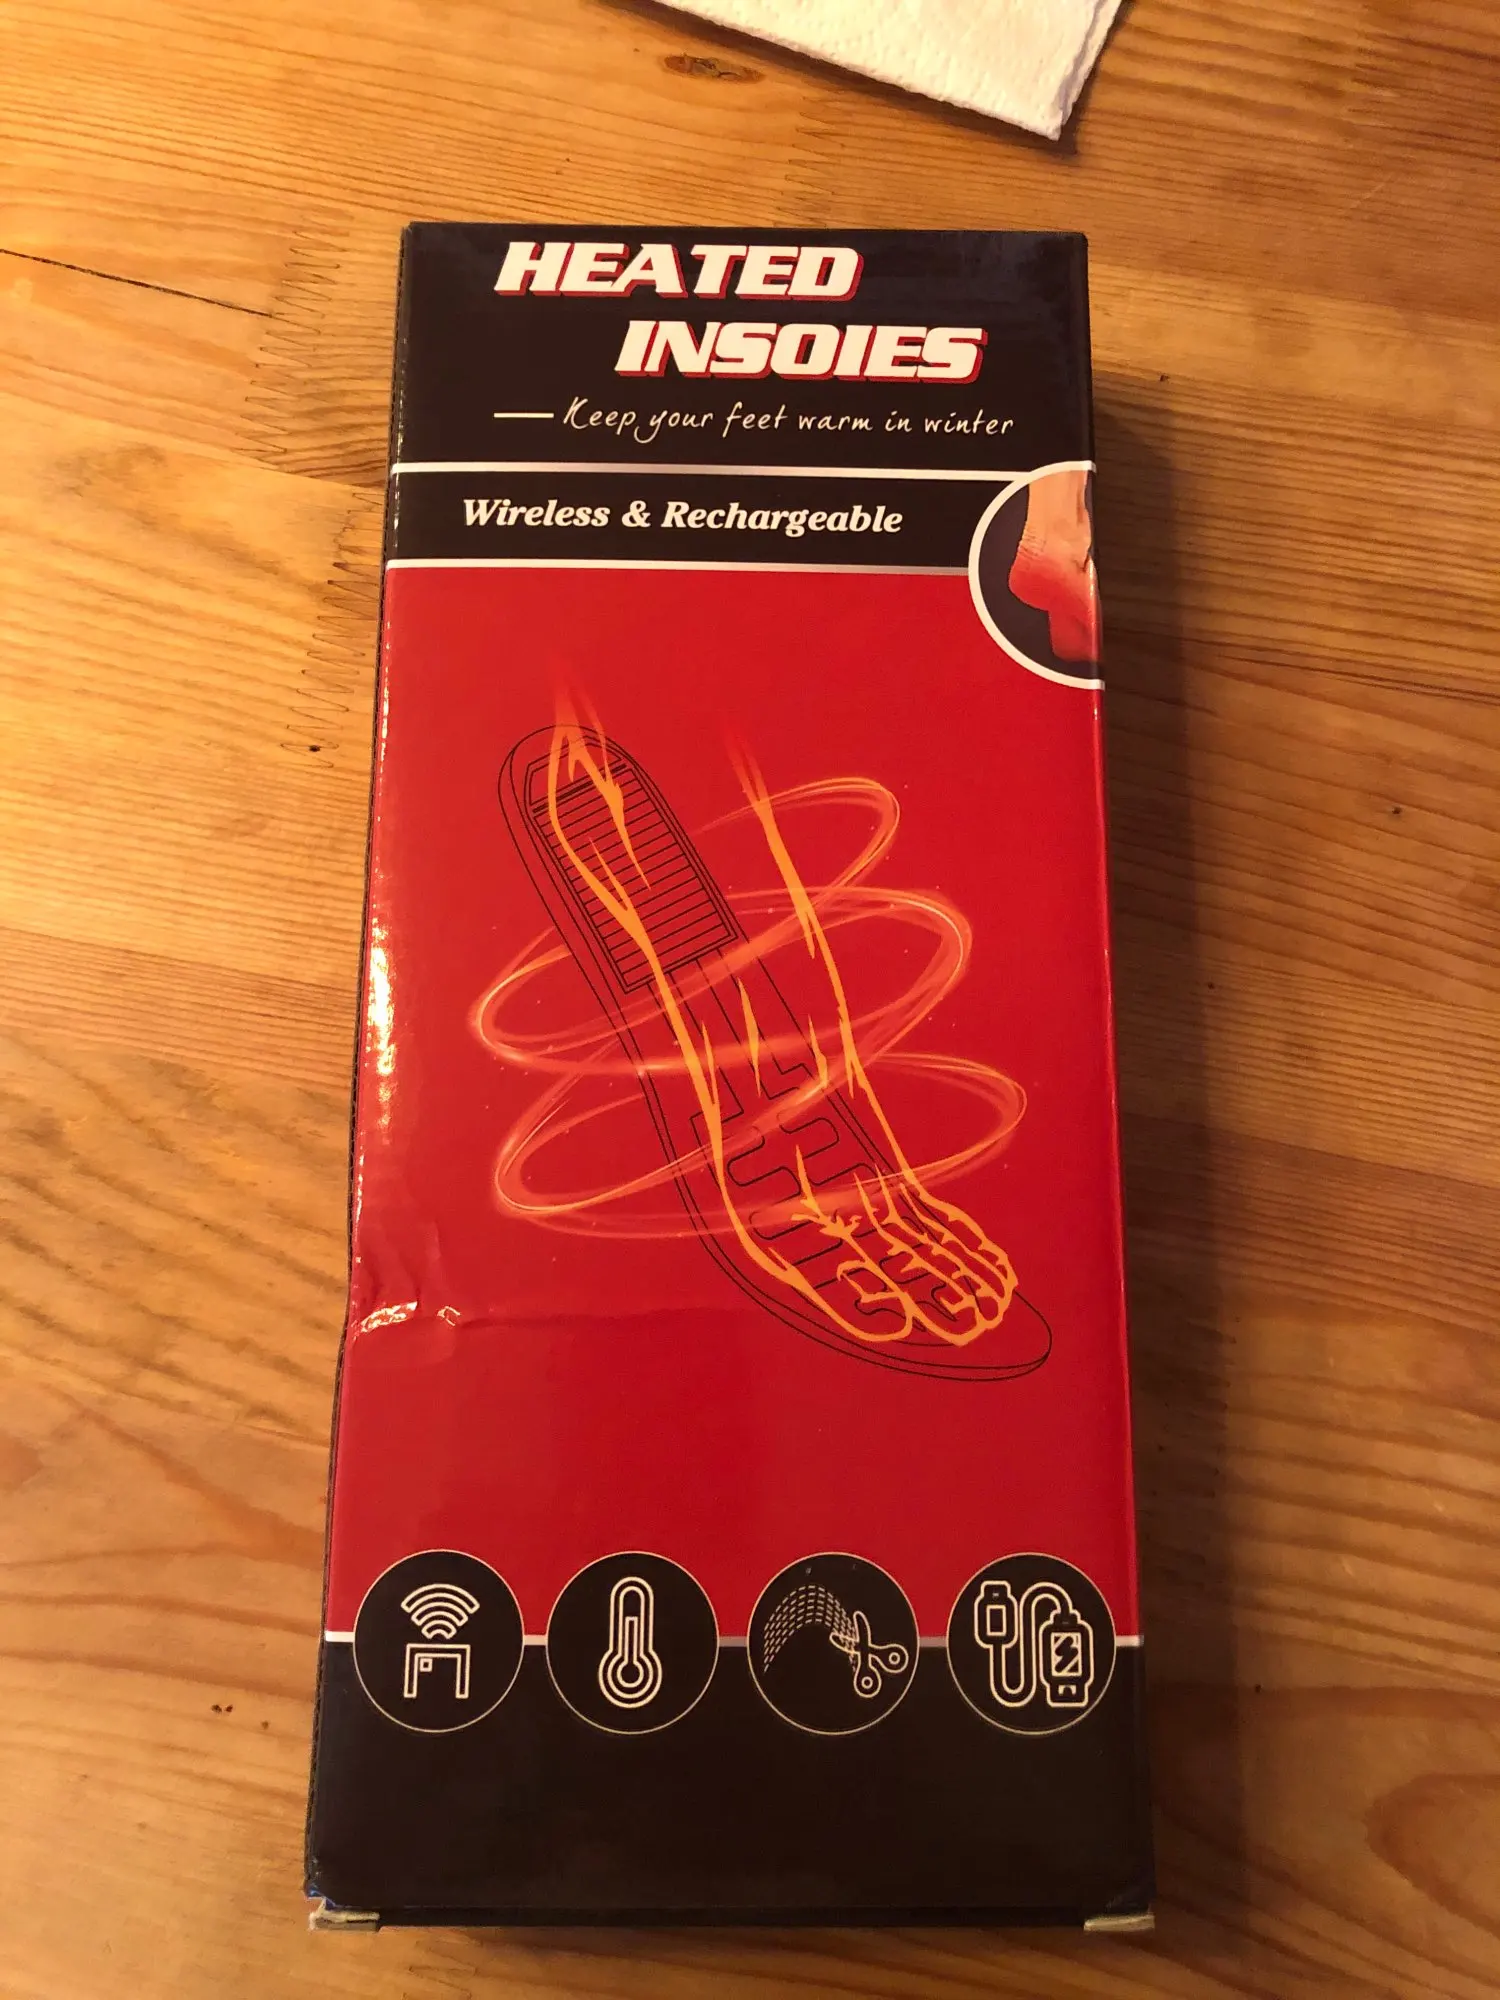 HEATED
INSOIES
Keep your feet warm in winter
Wireless & Rechargeable